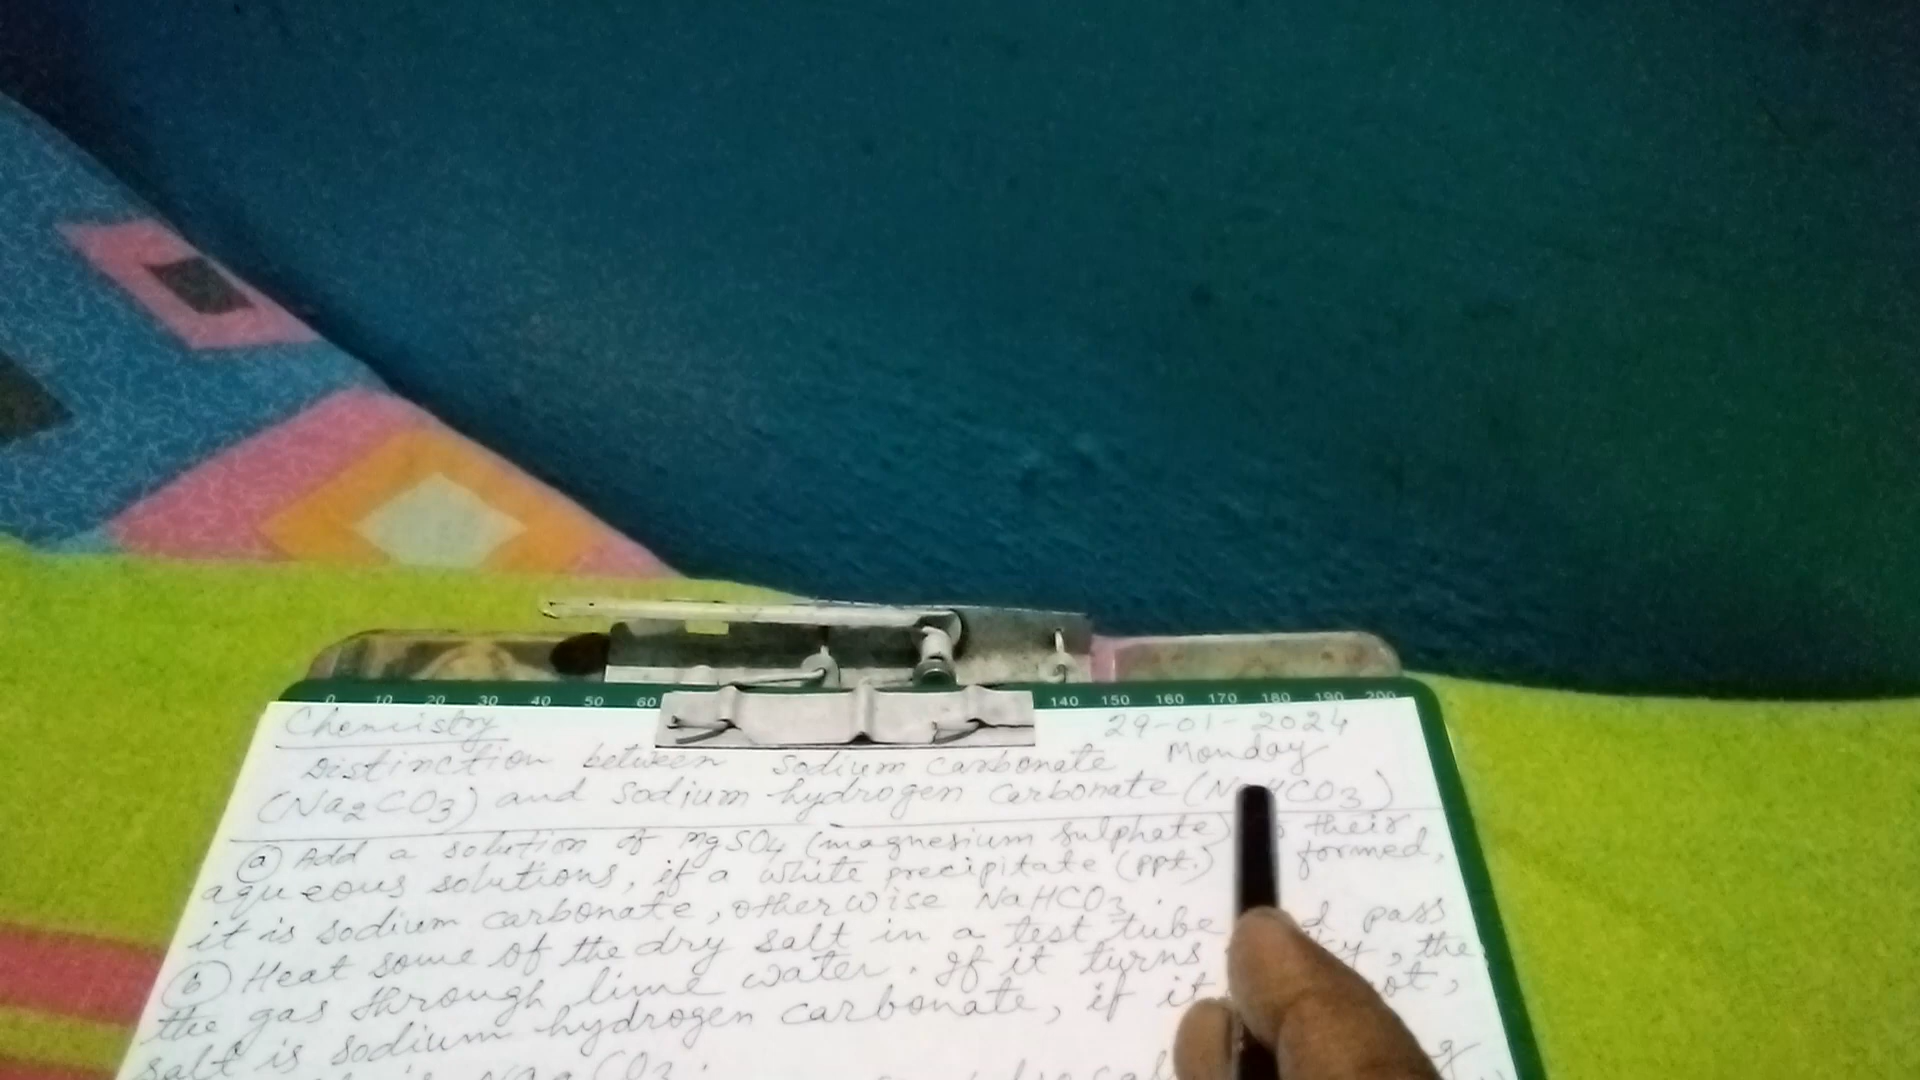 0 10 20 30 40 50 60 140 150 160 170 180 190 200
Chemistry 29-01-2024
Distinction between Sodium Carbonate Monday
(Na2CO3) and Sodium hydrogen Carbonate (NaHCO3)
(a) Add a solution of MgSO4 (magnesium sulphate) their
aqueous solutions, if a white precipitate (ppt.) formed,
it is sodium carbonate, otherwise NaHCO3
(b) Heat some of the dry salt in a test tube pass
the gas through lime water. If it turns the
salt is sodium hydrogen carbonate, if it